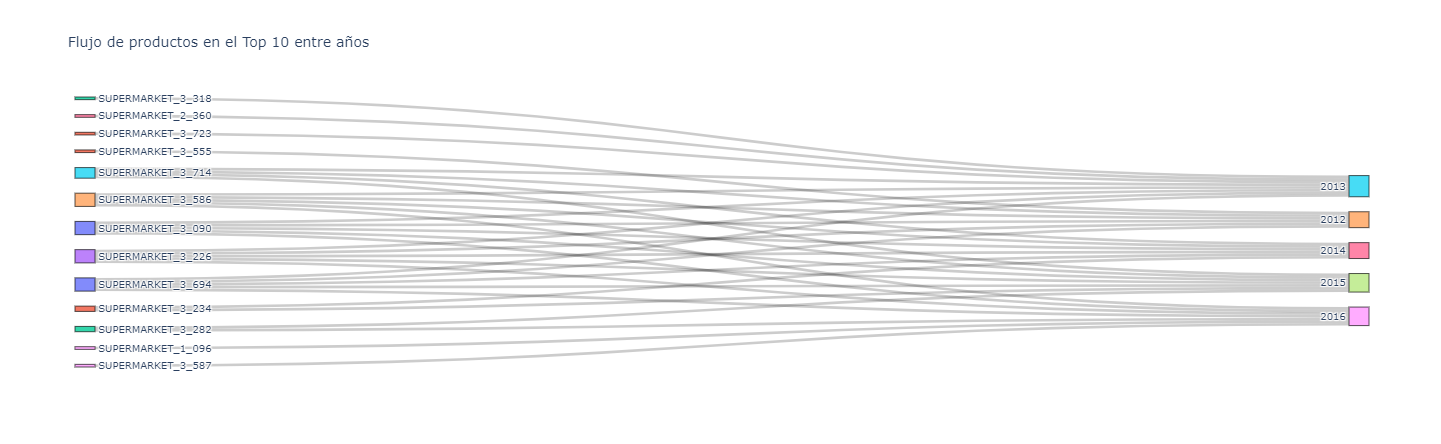 Flujo de productos en el Top 10 entre años
SUPERMARKET_3_318
SUPERMARKET_2_360
SUPERMARKET_3_723
SUPERMARKET_3_555
SUPERMARKET_3_714
SUPERMARKET_3_586
SUPERMARKET_3_090
SUPERMARKET_3_226
SUPERMARKET_3_694
SUPERMARKET_3_234
SUPERMARKET_3_282
SUPERMARKET_1_096
SUPERMARKET_3_587
2013
2012
2014
2015
2016